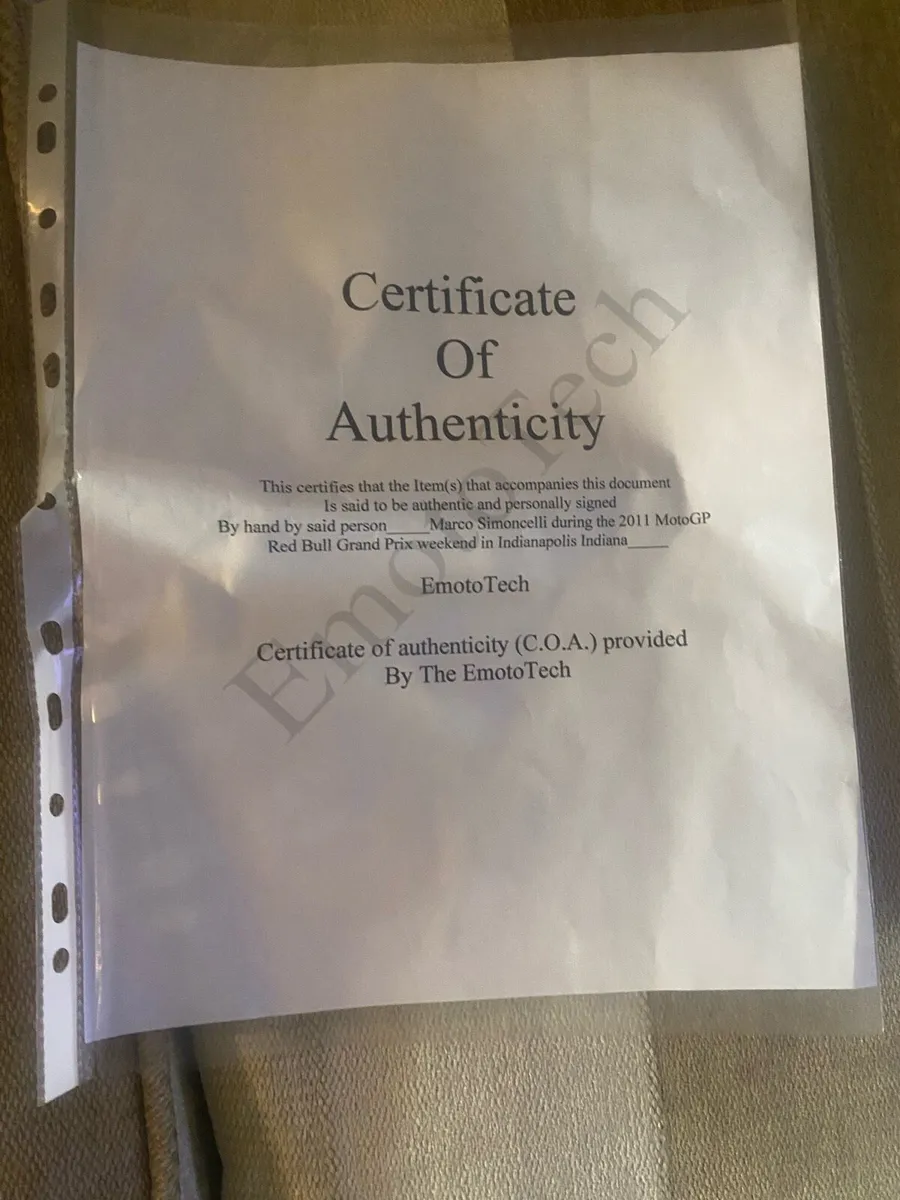 Certificate
Of
Authenticity
This certifies that the Item(s) that accompanies this document
Is said to be authentic and personally signed
By hand by said person_____Marco Simoncelli during the 2011 MotoGP
Red Bull Grand Prix weekend in Indianapolis Indiana_____
EmotoTech
Certificate of authenticity (C.O.A.) provided
By The EmotoTech
EmotoTech